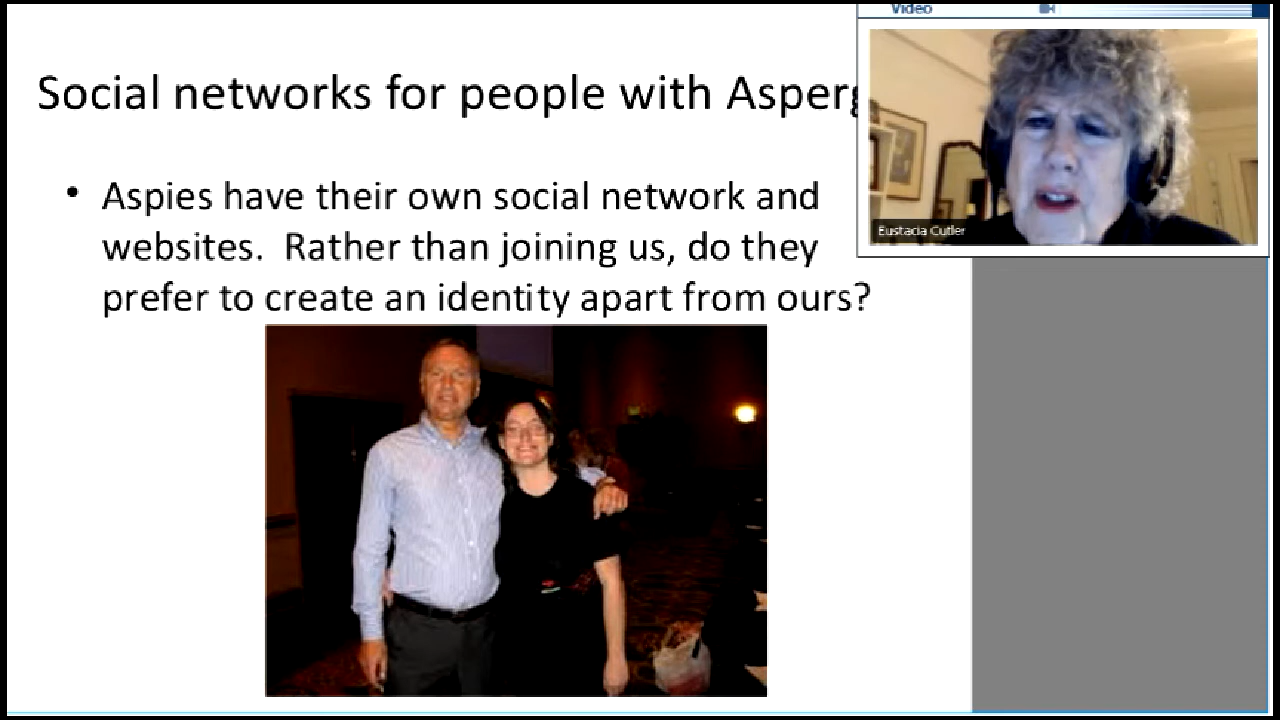 Video
Social networks for people with Asperg
Eustacia Cutler
• Aspies have their own social network and
websites. Rather than joining us, do they
prefer to create an identity apart from ours?